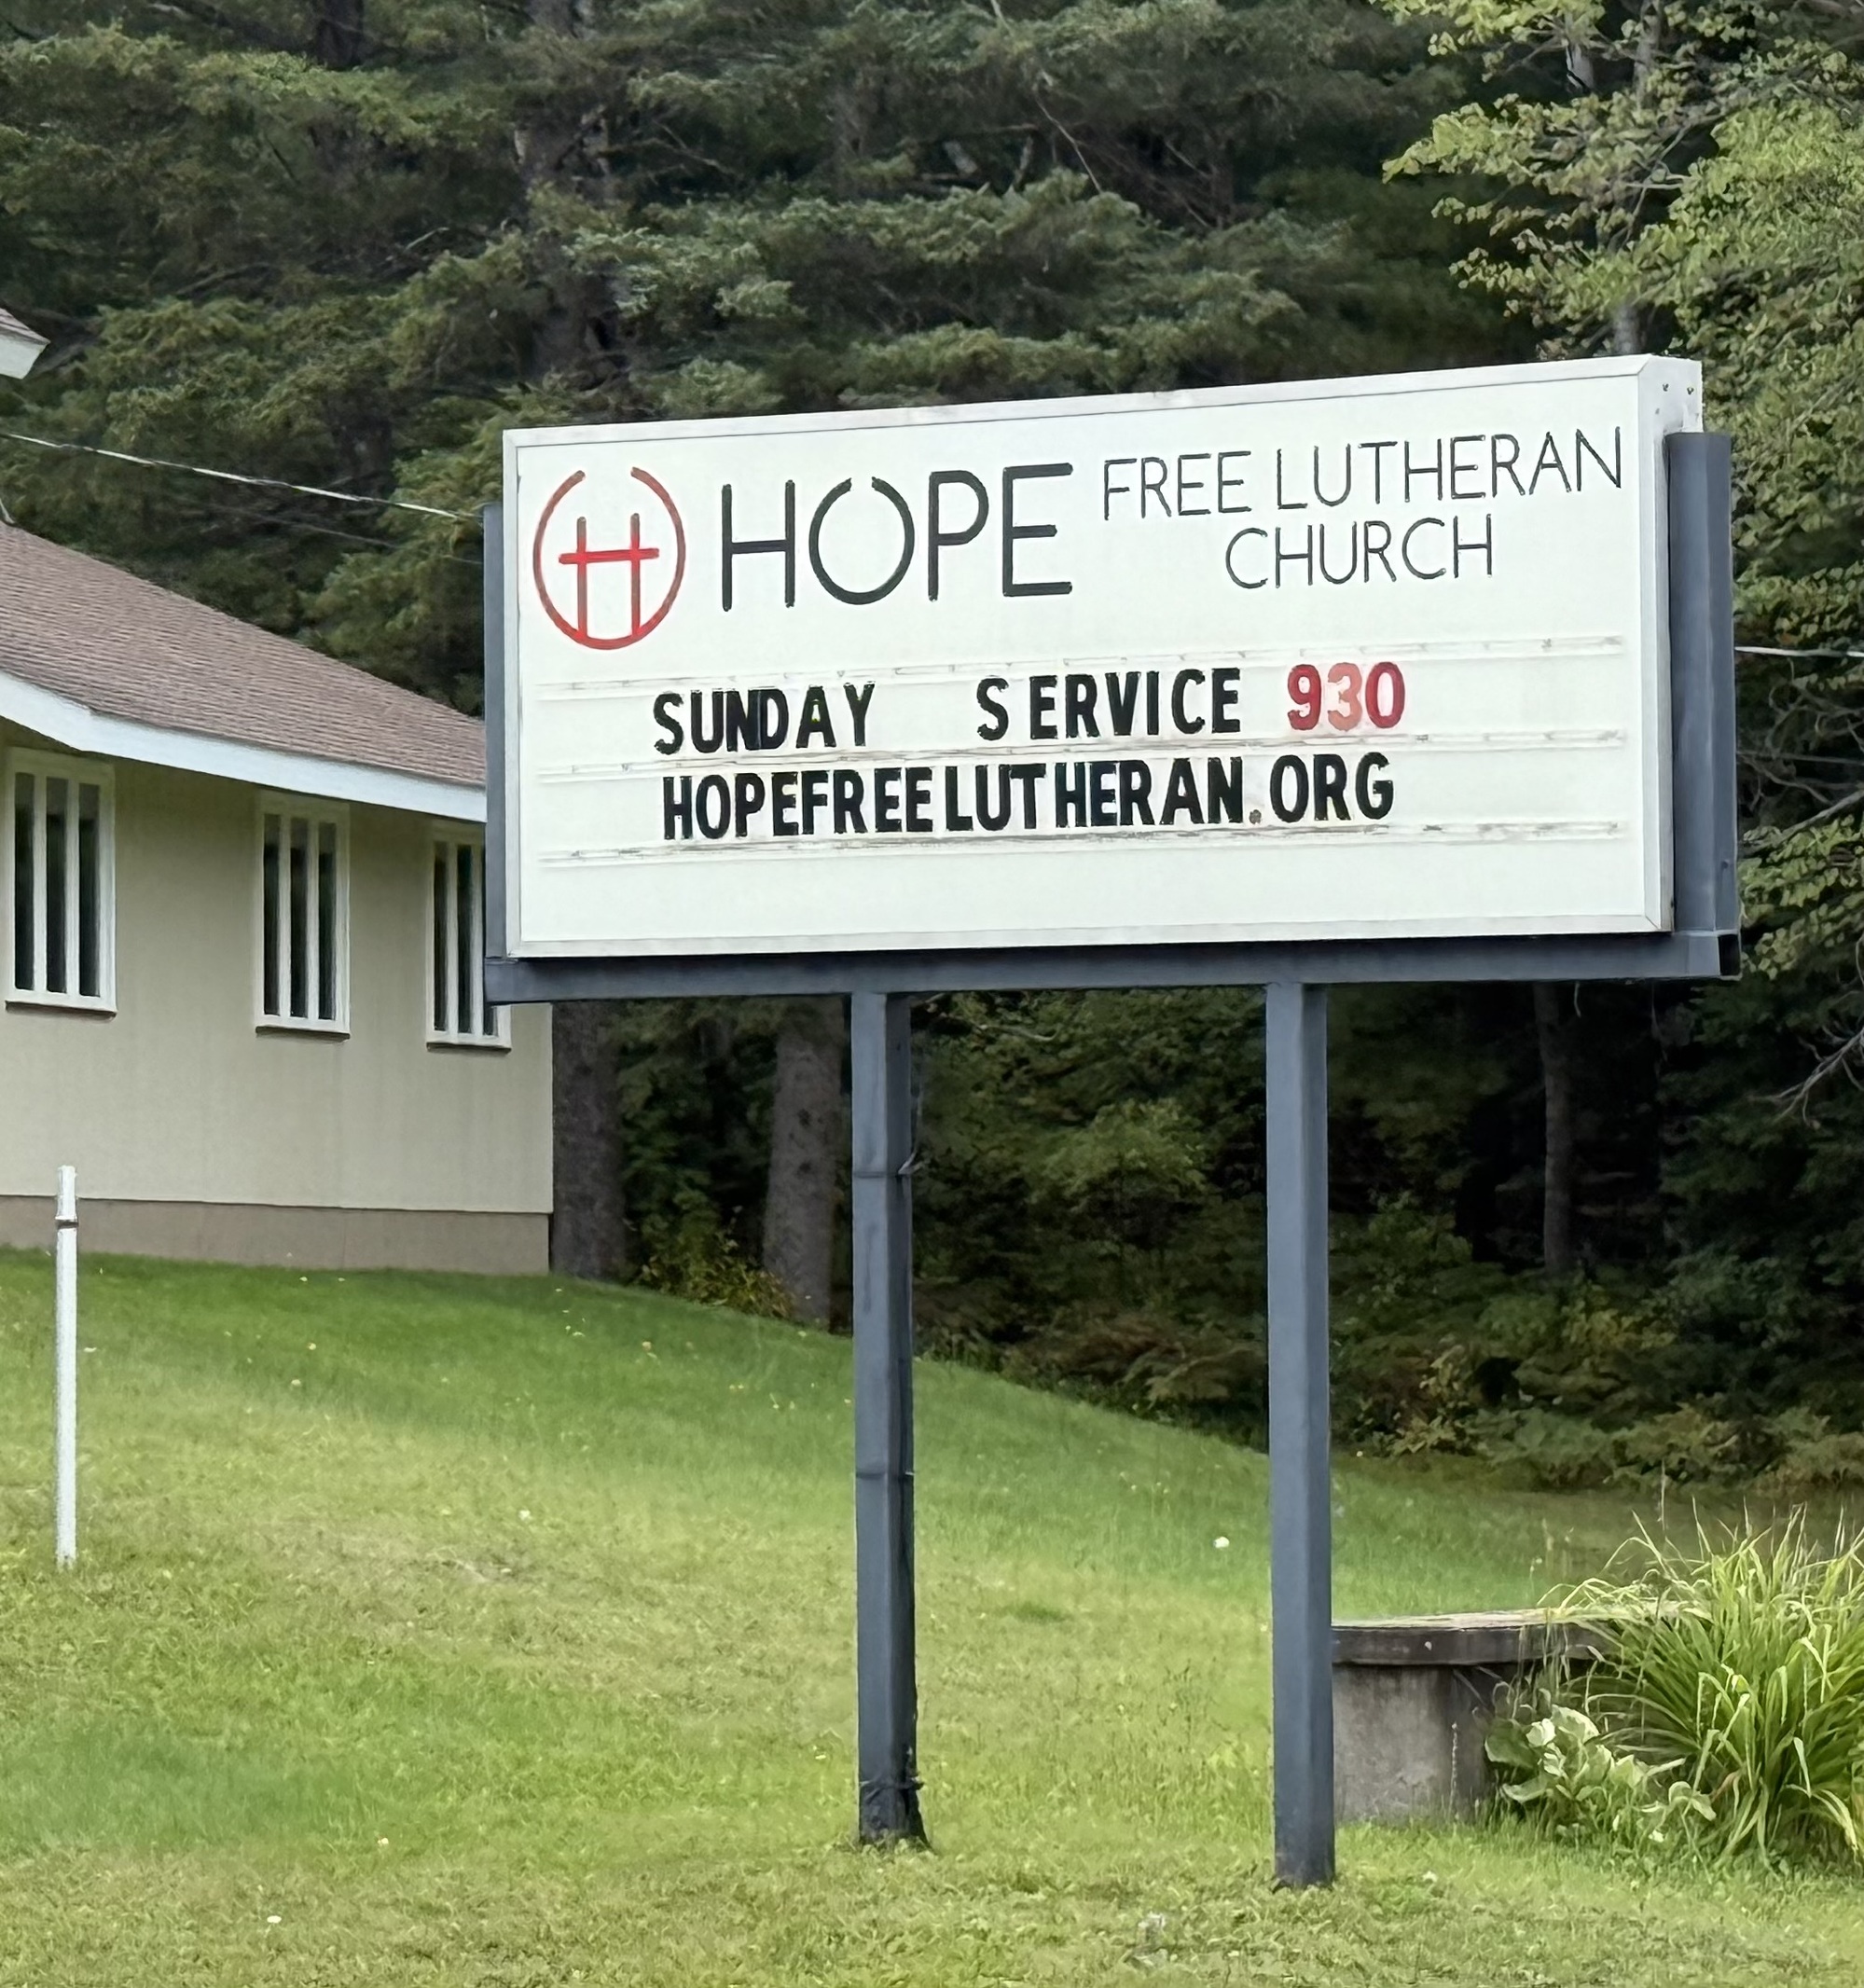 HOPE FREE LUTHERAN
CHURCH
SUNDAY SERVICE 930
HOPEFREELUTHERAN.ORG